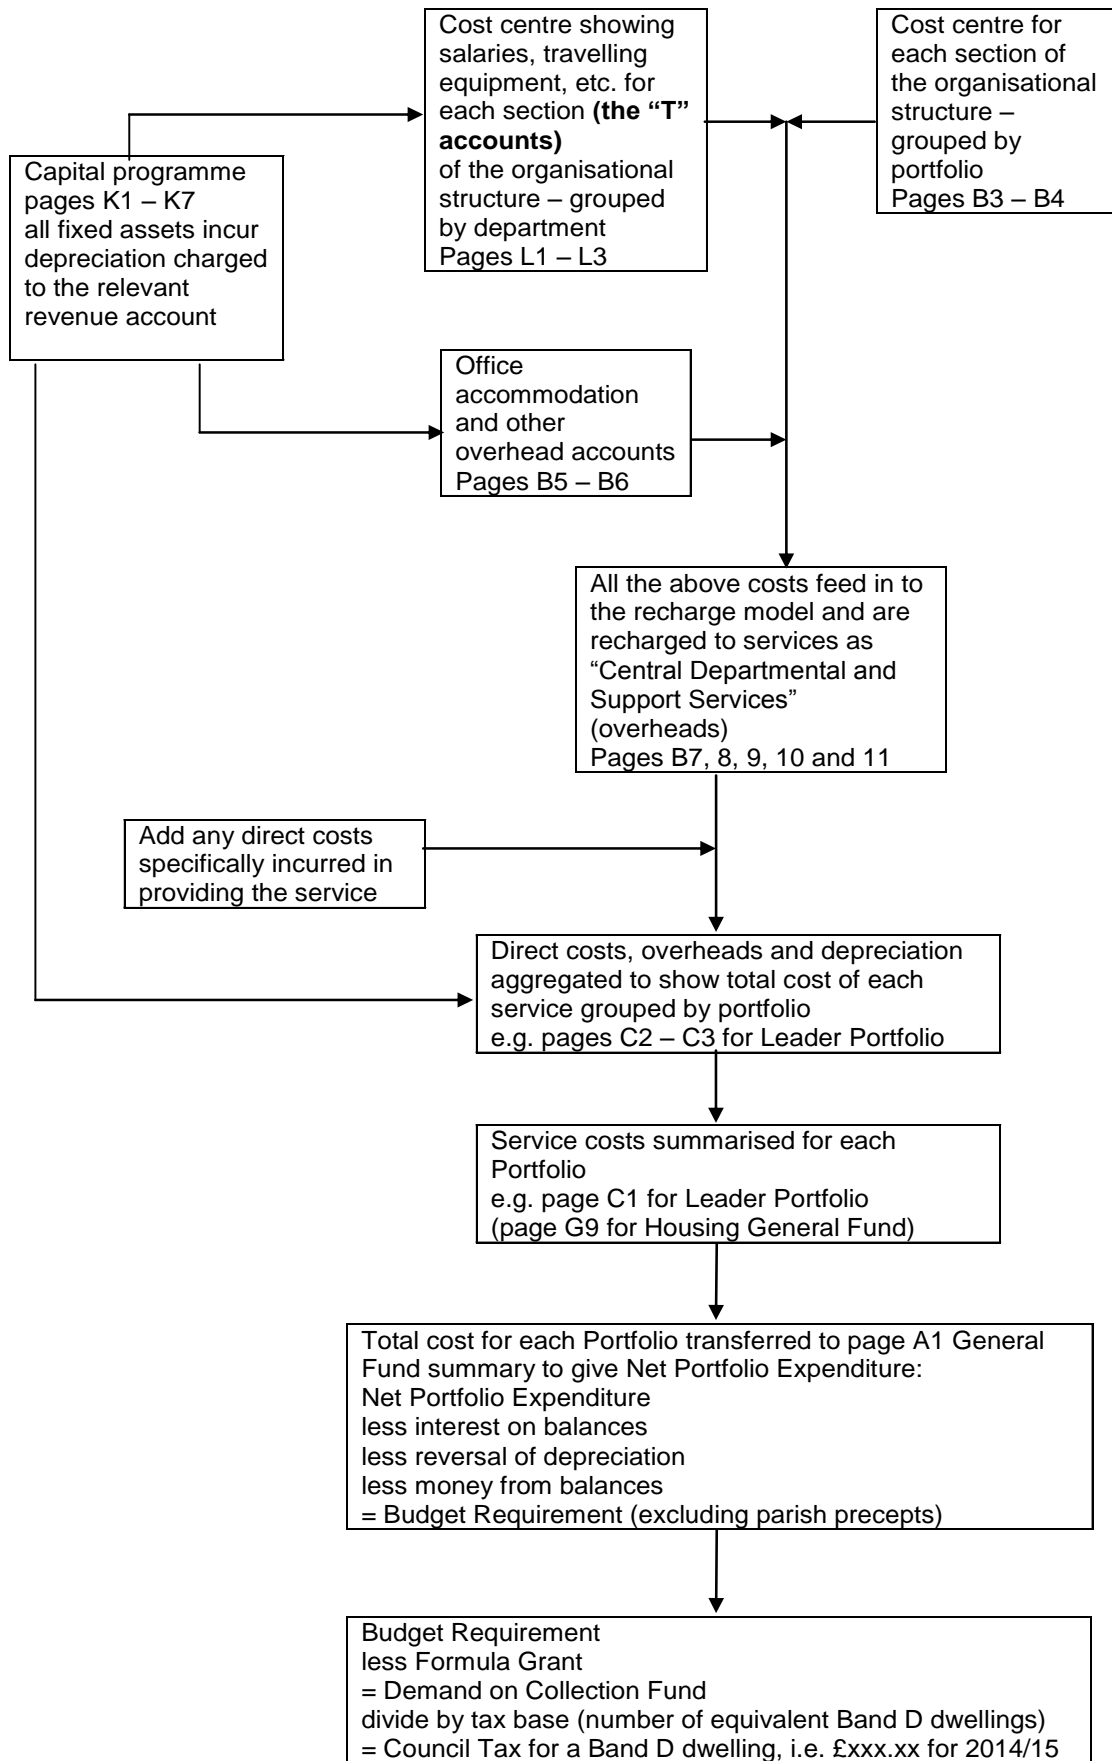 Cost centre showing
salaries, travelling
equipment, etc. for
each section (the “T”
accounts)
of the organisational
structure – grouped
by department
Pages L1 – L3
Cost centre for
each section of
the organisational
structure –
grouped by
portfolio
Pages B3 – B4
Capital programme
pages K1 – K7
all fixed assets incur
depreciation charged
to the relevant
revenue account
Office
accommodation
and other
overhead accounts
Pages B5 – B6
All the above costs feed in to
the recharge model and are
recharged to services as
“Central Departmental and
Support Services”
(overheads)
Pages B7, 8, 9, 10 and 11
Add any direct costs
specifically incurred in
providing the service
Direct costs, overheads and depreciation
aggregated to show total cost of each
service grouped by portfolio
e.g. pages C2 – C3 for Leader Portfolio
Service costs summarised for each
Portfolio
e.g. page C1 for Leader Portfolio
(page G9 for Housing General Fund)
Total cost for each Portfolio transferred to page A1 General
Fund summary to give Net Portfolio Expenditure:
Net Portfolio Expenditure
less interest on balances
less reversal of depreciation
less money from balances
= Budget Requirement (excluding parish precepts)
Budget Requirement
less Formula Grant
= Demand on Collection Fund
divide by tax base (number of equivalent Band D dwellings)
= Council Tax for a Band D dwelling, i.e. £xxx.xx for 2014/15